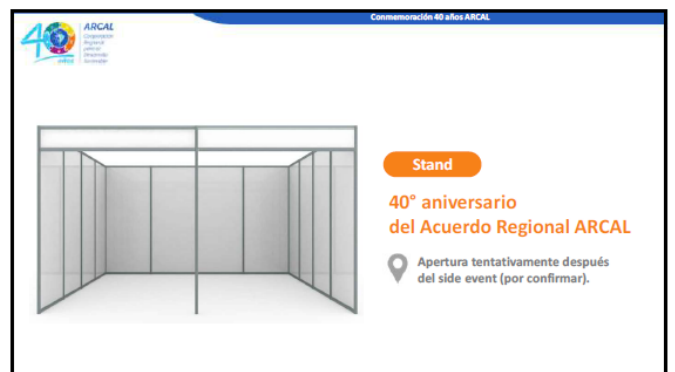 Conmemoración 40 años ARCAL
40
años
ARCAL
Stand
40° aniversario
del Acuerdo Regional ARCAL
Apertura tentativamente después
del side event (por confirmar).